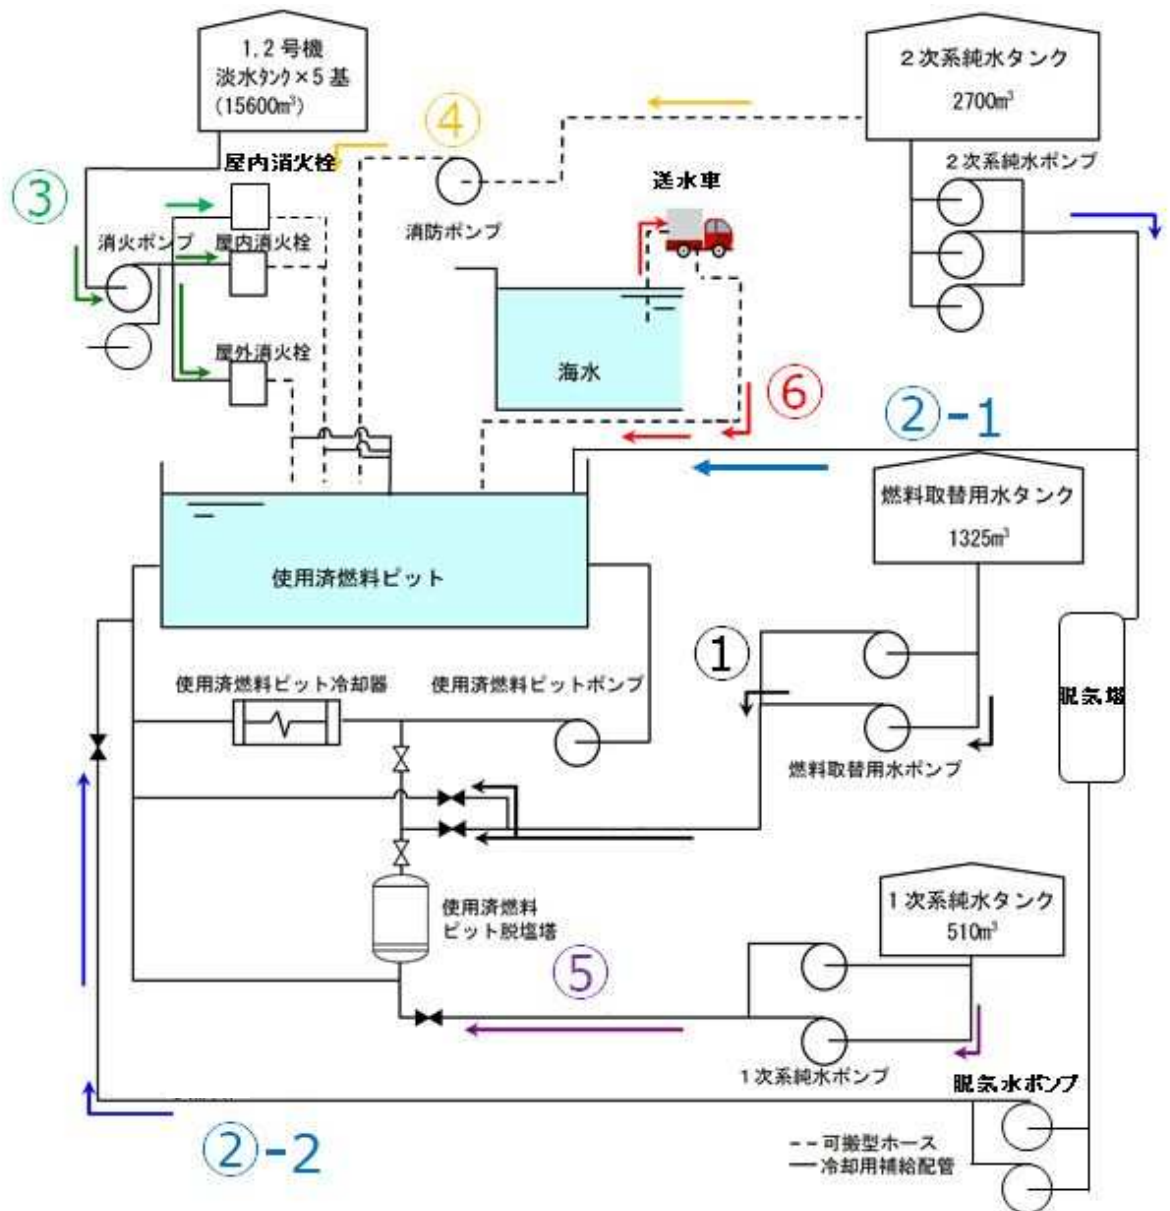 1,2号機
淡水タンク×5基
(15600m³)
2次系純水タンク
2700m³
④
屋内消火栓
2次系純水ポンプ
③
送水車
消火ポンプ
屋内消火栓
消防ポンプ
屋外消火栓
海水
⑥
②-1
燃料取替用水タンク
1325m³
使用済燃料ピット
①
使用済燃料ピット冷却器
使用済燃料ピットポンプ
脱気塔
燃料取替用水ポンプ
使用済燃料
ピット脱塩塔
1次系純水タンク
510m³
⑤
1次系純水ポンプ
脱気水ポンプ
②-2
--可搬型ホース
―冷却用補給配管